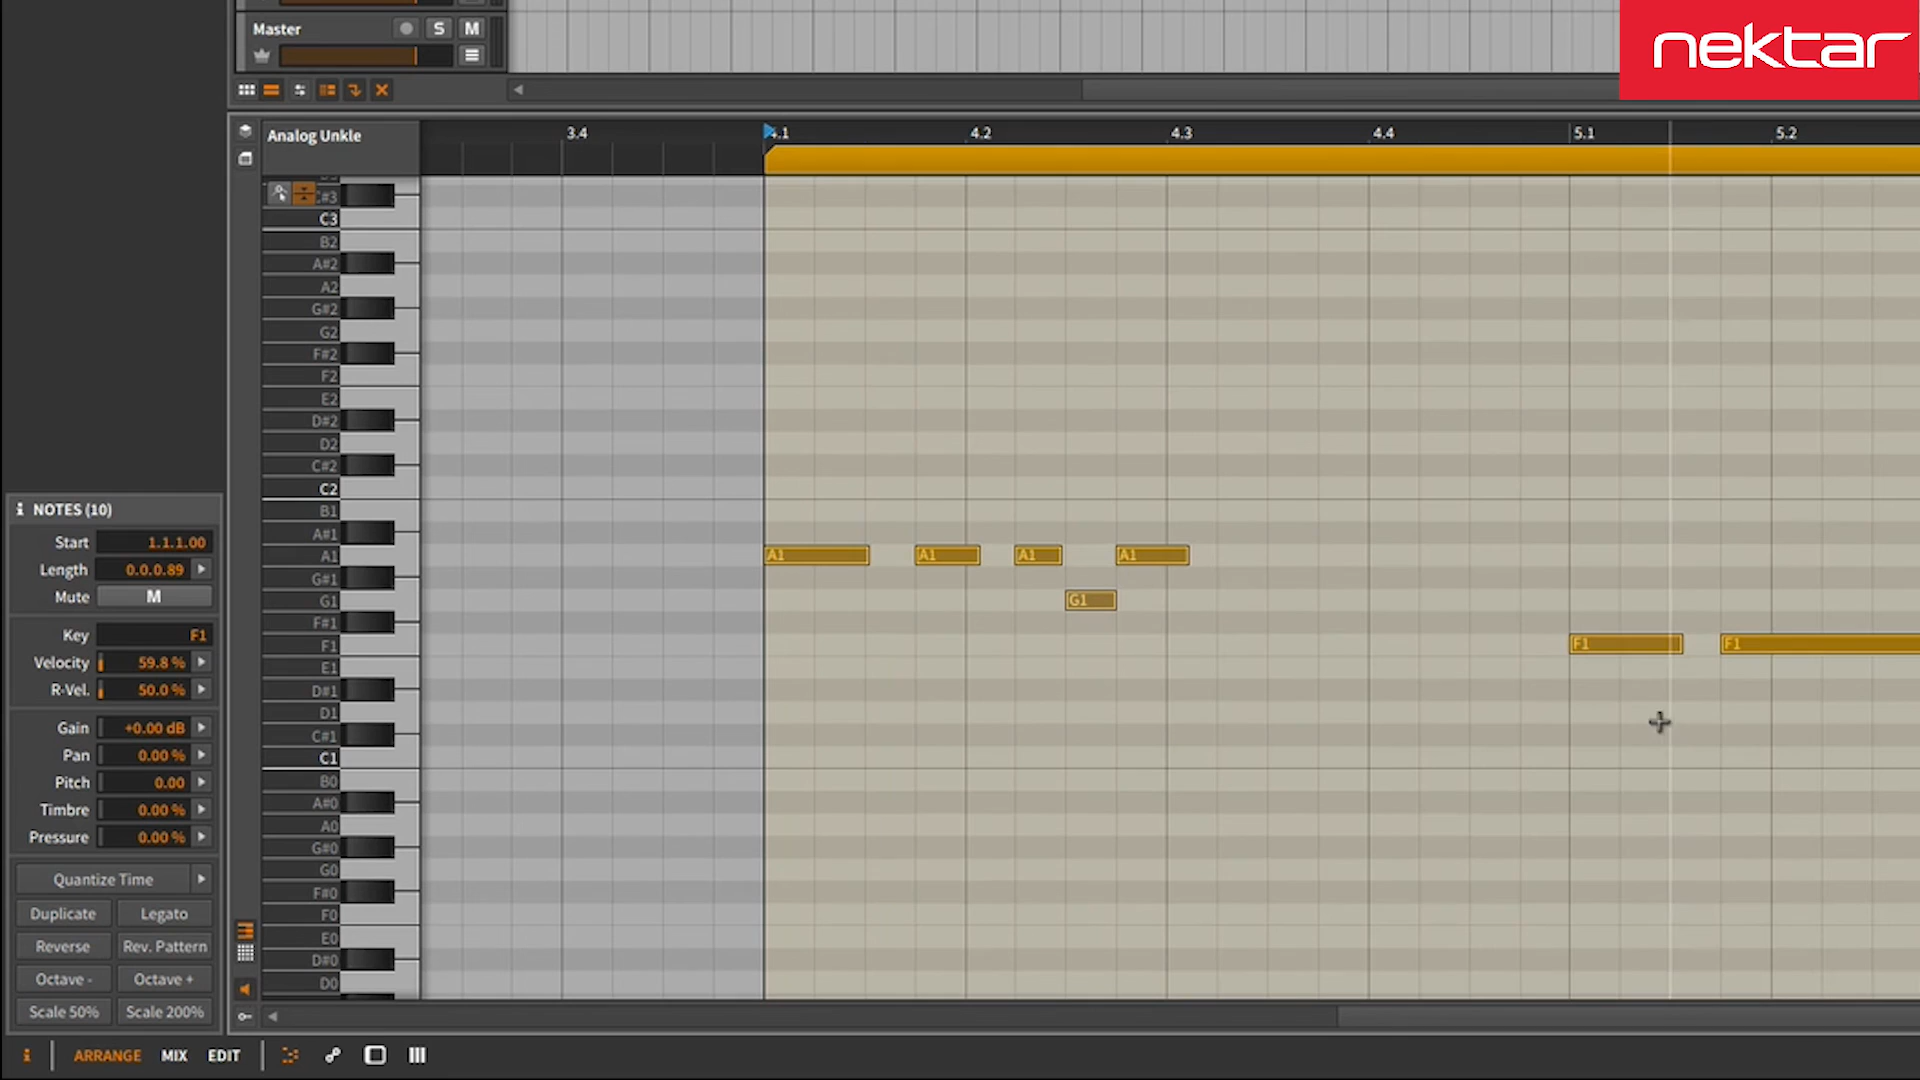 Master S M
nektar
Analog Unkle
3.4 4.1 4.2 4.3 4.4 5.1 5.2
C#3
C3
B2
A#2
A2
G#2
G2
F#2
F2
E2
D#2
D2
C#2
C2
B1
A#1
A1 A1 A1 A1 A1
G#1
G1 G1
F#1
F1 F1 F1
E1
D#1
D1
C#1
C1
B0
A#0
A0
G#0
G0
F#0
F0
E0
D#0
D0
NOTES (10)
Start 1.1.1.00
Length 0.0.0.89
Mute M
Key F1
Velocity 59.8 %
R-Vel. 50.0 %
Gain +0.00 dB
Pan 0.00 %
Pitch 0.00
Timbre 0.00 %
Pressure 0.00 %
Quantize Time
Duplicate Legato
Reverse Rev. Pattern
Octave - Octave +
Scale 50% Scale 200%
i ARRANGE MIX EDIT